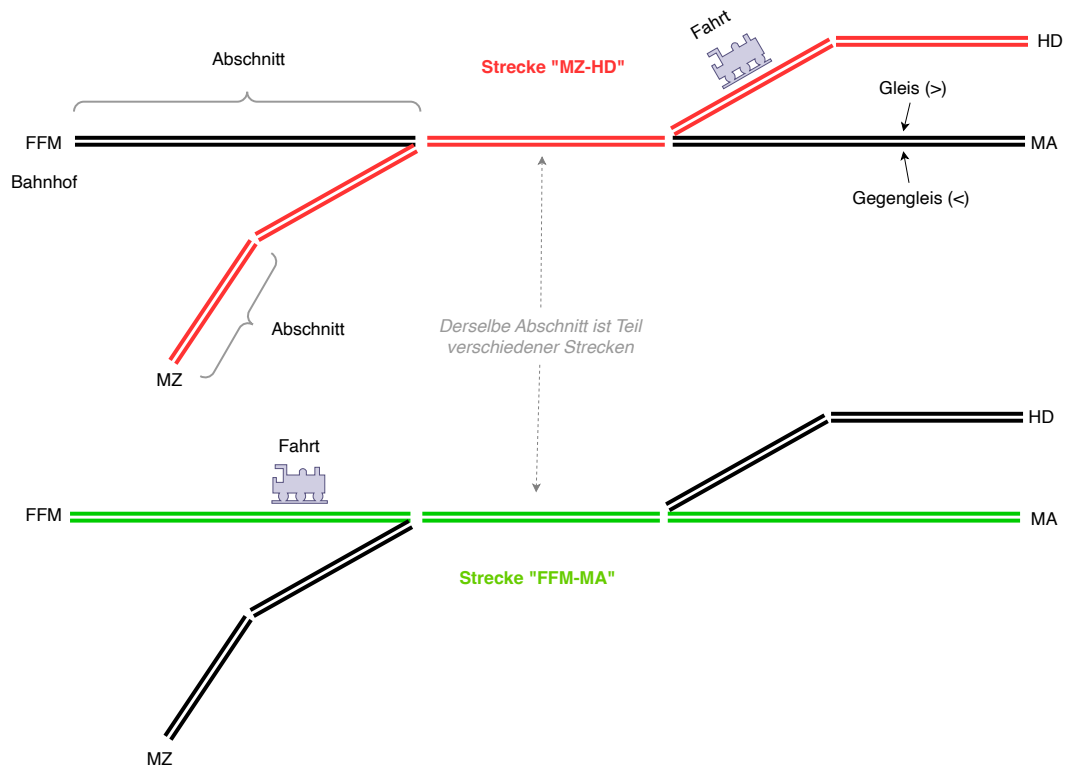 Fahrt
HD
Abschnitt
Strecke "MZ-HD"
Gleis (>)
FFM
MA
Bahnhof
Gegengleis (<)
Abschnitt
Derselbe Abschnitt ist Teil
verschiedener Strecken
MZ
HD
Fahrt
FFM
MA
Strecke "FFM-MA"
MZ